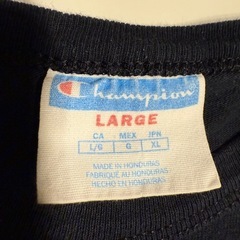 Champion
LARGE
CA MEX JPN
L/G G XL
MADE IN HONDURAS
FABRIQUÉ AU HONDURAS
HECHO EN HONDURAS